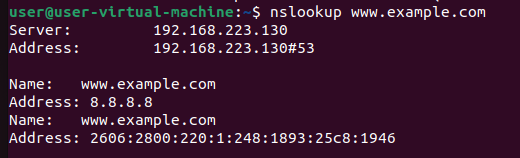 user@user-virtual-machine:~$ nslookup www.example.com
Server:         192.168.223.130
Address:        192.168.223.130#53

Name:   www.example.com
Address: 8.8.8.8
Name:   www.example.com
Address: 2606:2800:220:1:248:1893:25c8:1946